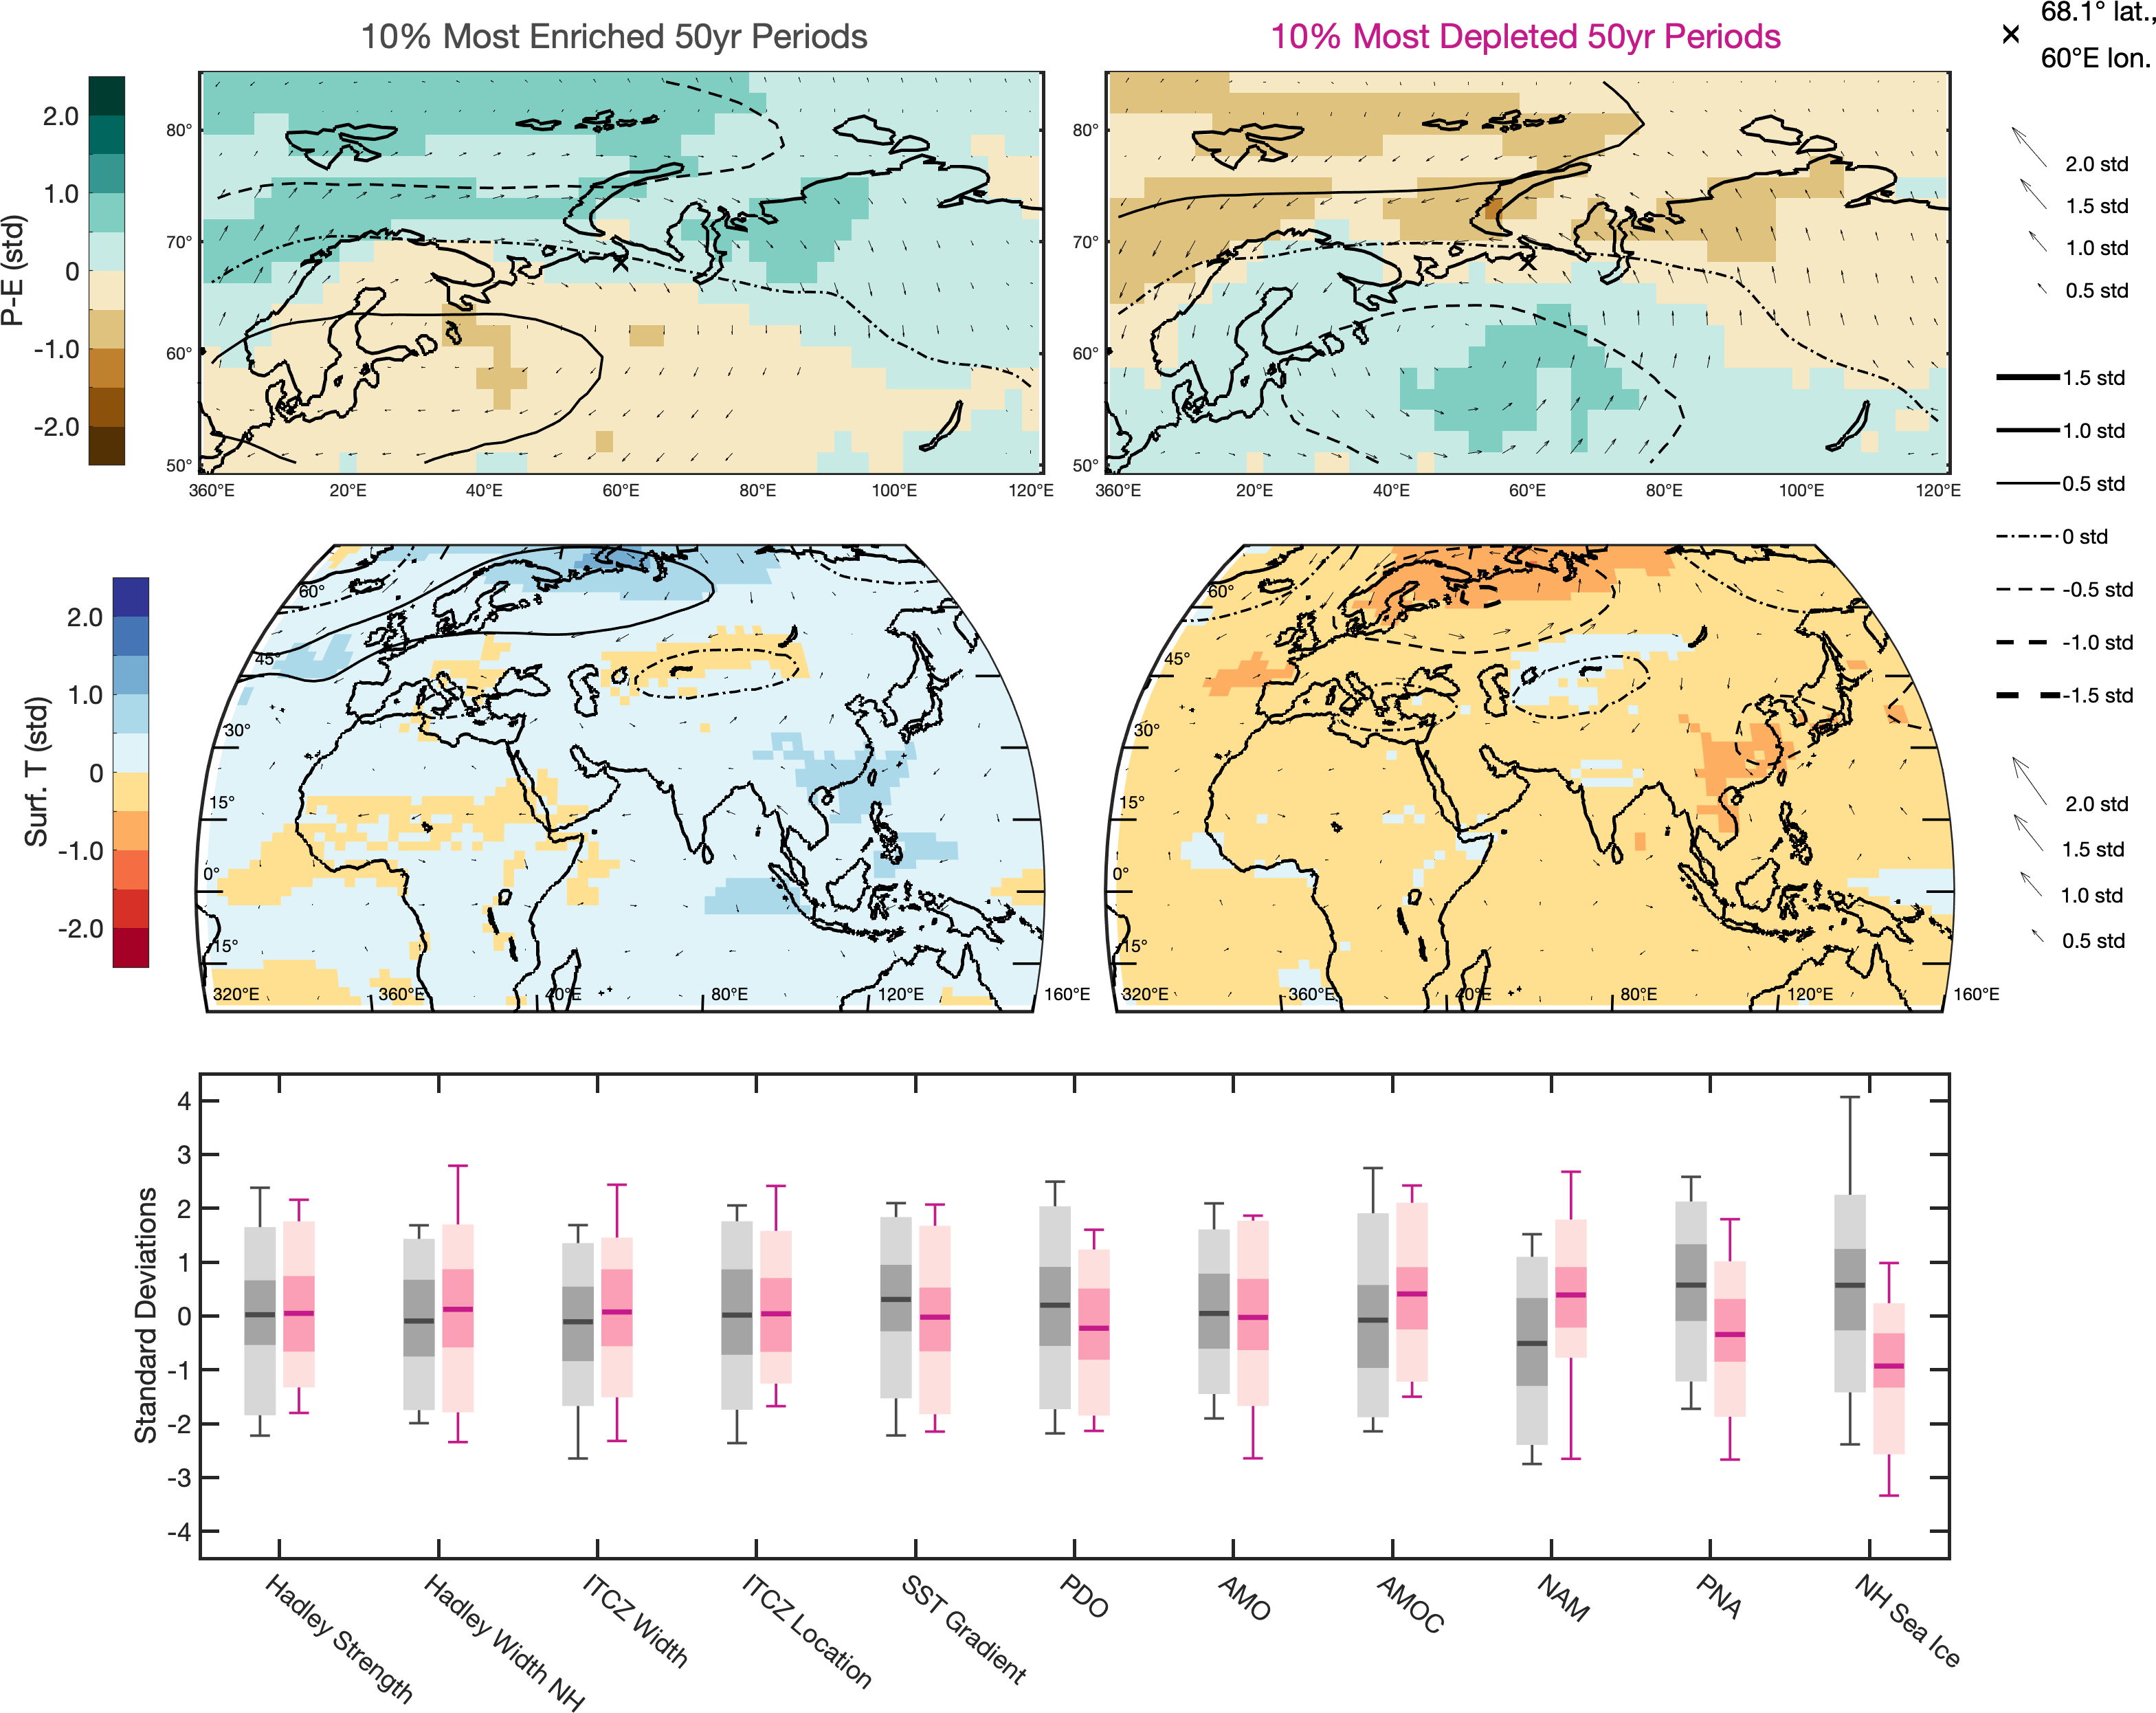 10% Most Enriched 50yr Periods
10% Most Depleted 50yr Periods
68.1° lat.,
60°E lon.
P-E (std)
2.0
1.0
0
-1.0
-2.0
80°
70°
60°
50°
360°E 20°E 40°E 60°E 80°E 100°E 120°E
80°
70°
60°
50°
360°E 20°E 40°E 60°E 80°E 100°E 120°E
2.0 std
1.5 std
1.0 std
0.5 std
1.5 std
1.0 std
0.5 std
0 std
-0.5 std
-1.0 std
-1.5 std
Surf. T (std)
2.0
1.0
0
-1.0
-2.0
60°
45°
30°
15°
0°
-15°
320°E 360°E 40°E 80°E 120°E 160°E
60°
45°
30°
15°
0°
-15°
320°E 360°E 40°E 80°E 120°E 160°E
2.0 std
1.5 std
1.0 std
0.5 std
Standard Deviations
4
3
2
1
0
-1
-2
-3
-4
Hadley Strength
Hadley Width NH
ITCZ Width
ITCZ Location
SST Gradient
PDO
AMO
AMOC
NAM
PNA
NH Sea Ice